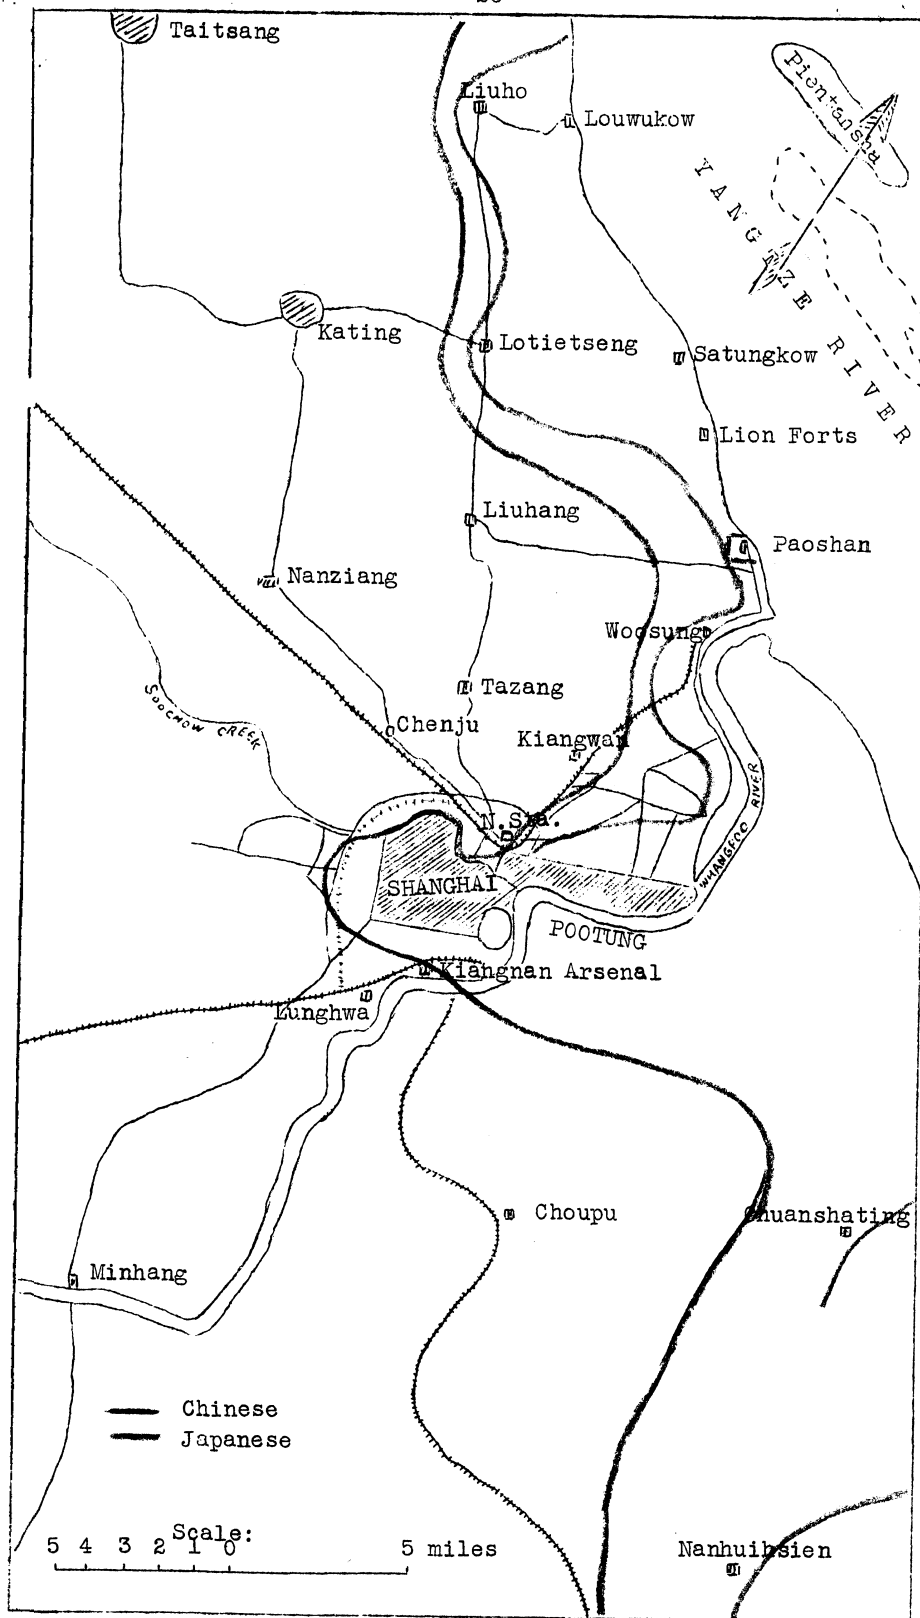 Taitsang
Liuho
Louwukow
YANGTZE RIVER
Kating
Lotietseng
Satungkow
Lion Forts
Liuhang
Paoshan
Nanziang
Woosung
Tazang
SOOCHOW CREEK
Chenju
Kiangwan
N.Sta.
WHANGPOO RIVER
SHANGHAI
POOTUNG
Kiangnan Arsenal
Lunghwa
Choupu
Chuanshating
Minhang
Chinese
Japanese
Scale:
5 4 3 2 1 0 5 miles
Nanhuihsien